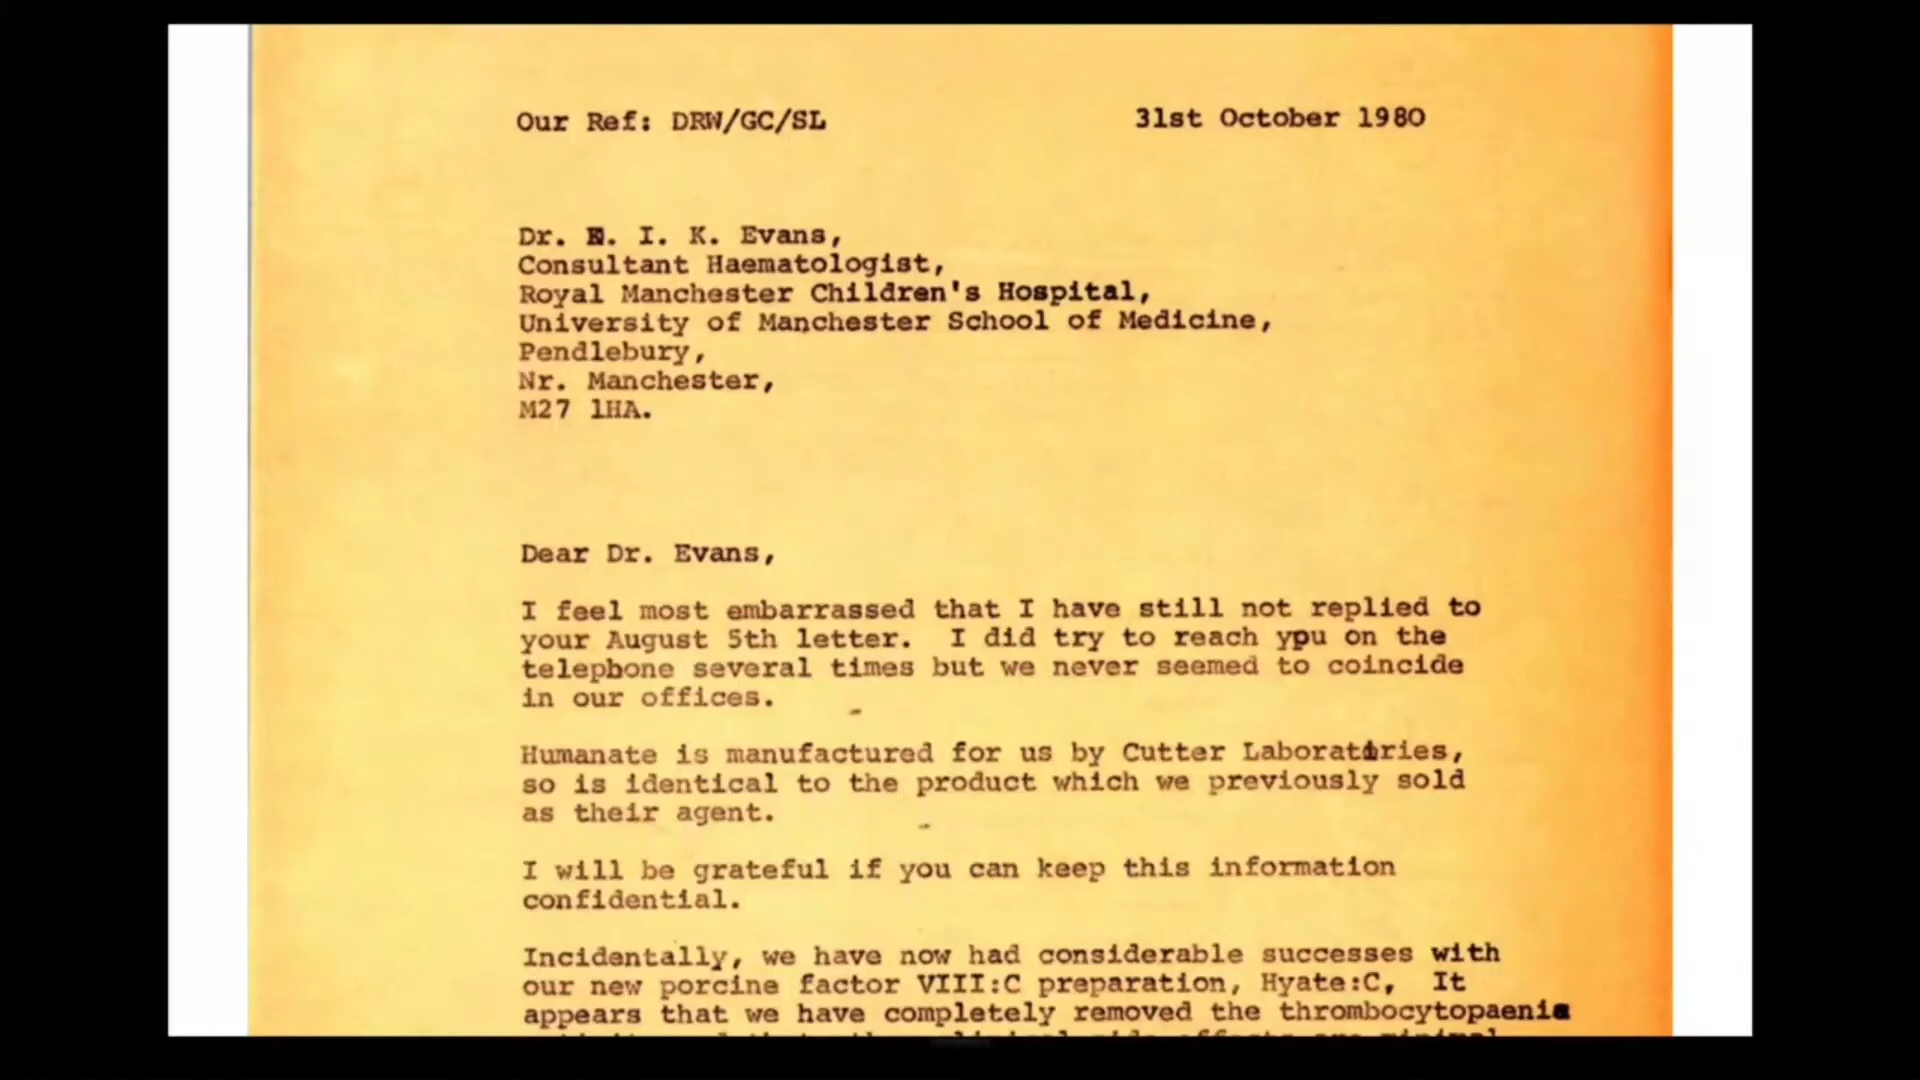 Our Ref: DRW/GC/SL 31st October 1980
Dr. I. K. Evans,
Consultant Haematologist,
Royal Manchester Children's Hospital,
University of Manchester School of Medicine,
Pendlebury,
Nr. Manchester,
M27 1HA.
Dear Dr. Evans,
I feel most embarrassed that I have still not replied to
your August 5th letter.  I did try to reach ypu on the
telephone several times but we never seemed to coincide
in our offices.
Humanate is manufactured for us by Cutter Laboratories,
so is identical to the product which we previously sold
as their agent.
I will be grateful if you can keep this information
confidential.
Incidentally, we have now had considerable successes with
our new porcine factor VIII:C preparation, Hyate:C,  It
appears that we have completely removed the thrombocytopaenia